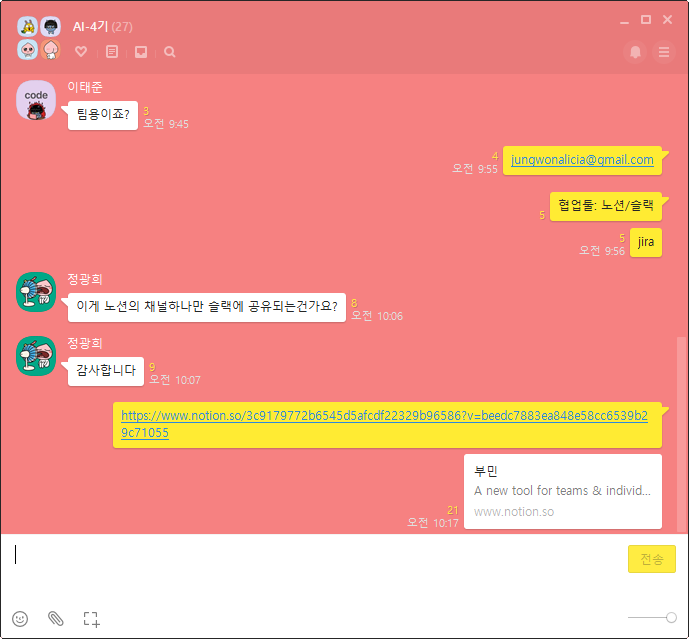 AI-4기 (27)
이태준
code
팀용이죠?
3
오전 9:45
4
오전 9:55
jungwonalicia@gmail.com
협업툴: 노션/슬랙
5
5
오전 9:56
jira
정광희
이게 노션의 채널하나만 슬랙에 공유되는건가요?
8
오전 10:06
정광희
감사합니다
9
오전 10:07
https://www.notion.so/3c9179772b6545d5afcdf22329b96586?v=beedc7883ea848e58cc6539b2
9c71055
부민
A new tool for teams & individ...
www.notion.so
21
오전 10:17
전송